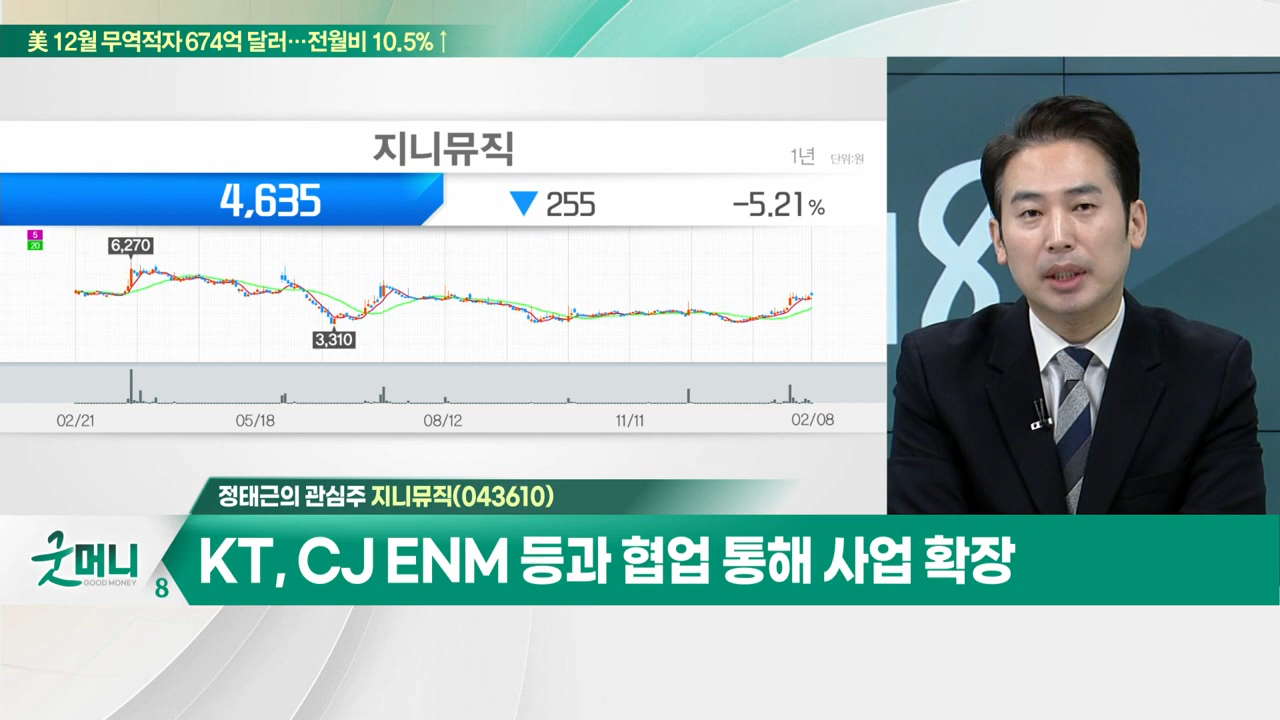 美 12월 무역적자 674억 달러…전월비 10.5%↑
지니뮤직
1년 단위:원
4,635 ▼ 255 -5.21%
5
20
6,270
3,310
02/21 05/18 08/12 11/11 02/08
정태근의 관심주 지니뮤직(043610)
굿머니
GOOD MONEY
8
KT, CJ ENM 등과 협업 통해 사업 확장
8